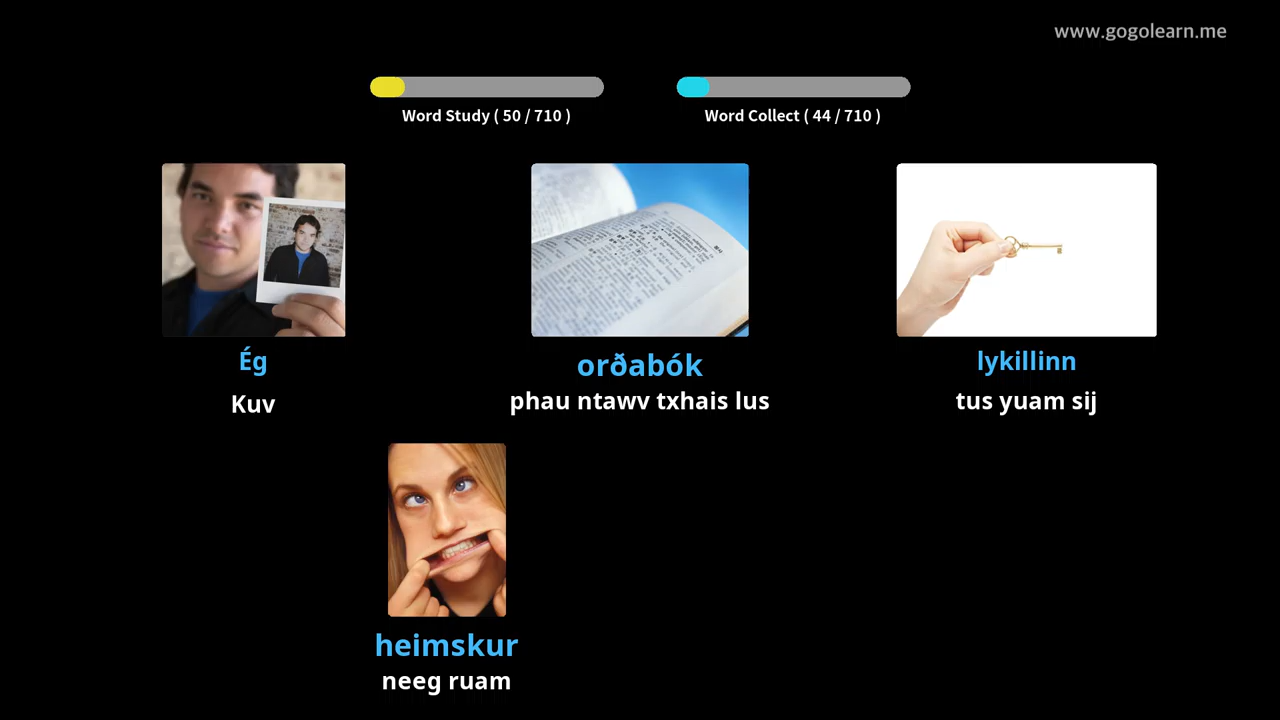 www.gogolearn.me
Word Study ( 50 / 710 )
Word Collect ( 44 / 710 )
Ég
Kuv
orðabók
phau ntawv txhais lus
lykillinn
tus yuam sij
heimskur
neeg ruam